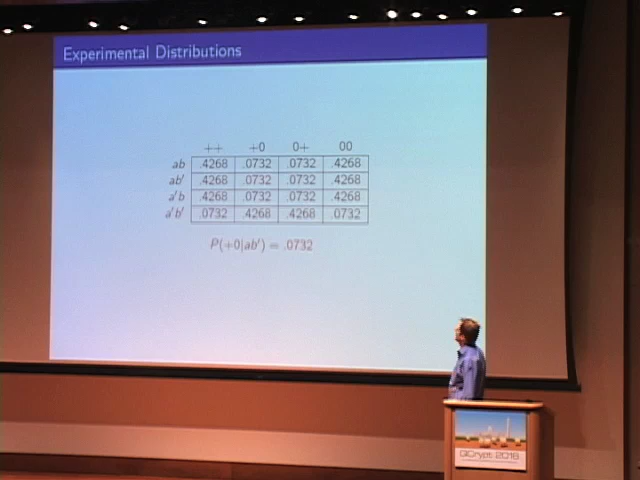 Experimental Distributions
++ +0 0+ 00
ab .4268 .0732 .0732 .4268
ab′ .4268 .0732 .0732 .4268
a′b .4268 .0732 .0732 .4268
a′b′ .0732 .4268 .4268 .0732
P(+0|ab′) = .0732
QCrypt 2016